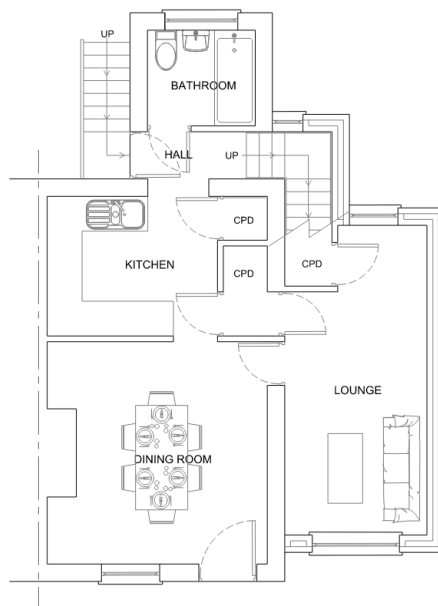 UP
BATHROOM
HALL
UP
CPD
KITCHEN
CPD
CPD
LOUNGE
DINING ROOM